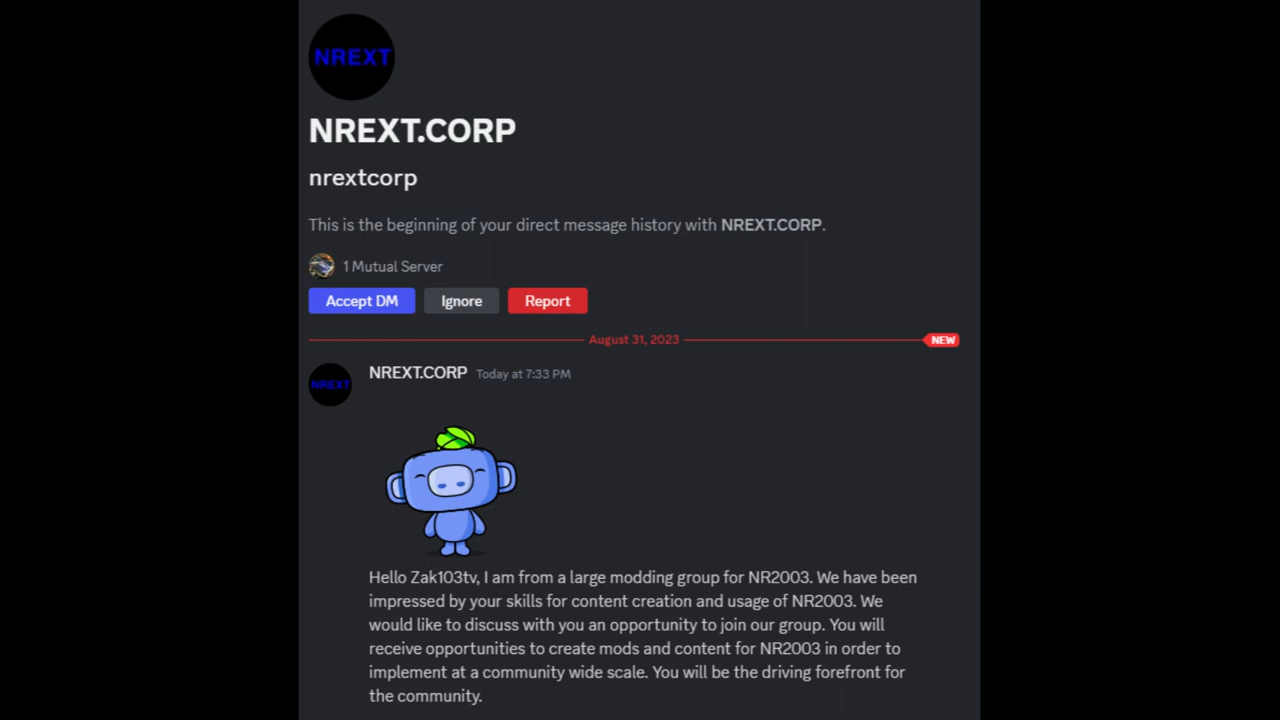 NREXT
NREXT.CORP
nrextcorp
This is the beginning of your direct message history with NREXT.CORP.
1 Mutual Server
Accept DM Ignore Report
August 31, 2023 NEW
NREXT
NREXT.CORP Today at 7:33 PM
Hello Zak103tv, I am from a large modding group for NR2003. We have been
impressed by your skills for content creation and usage of NR2003. We
would like to discuss with you an opportunity to join our group. You will
receive opportunities to create mods and content for NR2003 in order to
implement at a community wide scale. You will be the driving forefront for
the community.